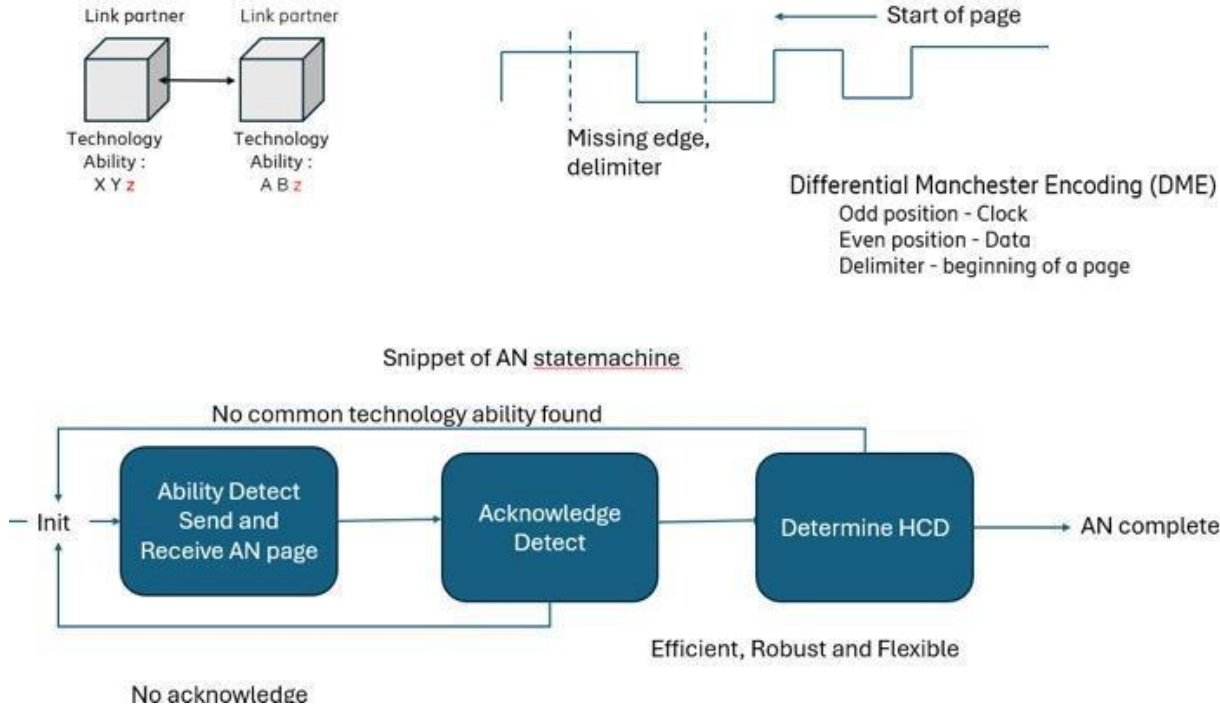 Link partner
Link partner
Technology
Ability :
X Y z
Technology
Ability :
A B z
Start of page
Missing edge,
delimiter
Differential Manchester Encoding (DME)
Odd position - Clock
Even position - Data
Delimiter - beginning of a page
Snippet of AN statemachine
No common technology ability found
Init
Ability Detect
Send and
Receive AN page
Acknowledge
Detect
Determine HCD
AN complete
Efficient, Robust and Flexible
No acknowledge